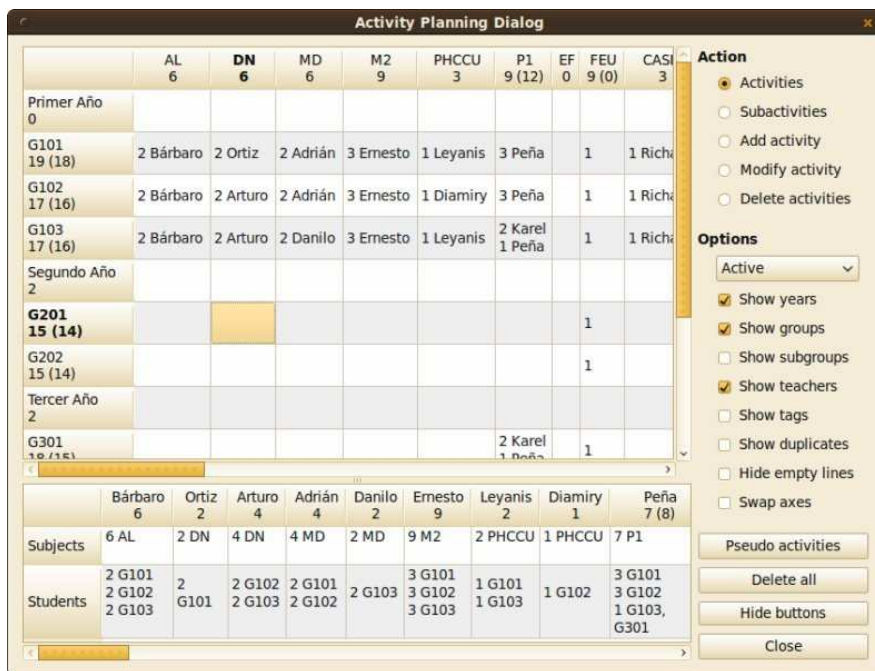 Activity Planning Dialog
AL DN MD M2 PHCCU P1 EF FEU
6 6 6 9 3 9 (12) 0 9 (0) 3
Primer Año
0
G101
19 (18)
2 Bárbaro 2 Ortiz 2 Adrián 3 Ernesto 1 Leyanis 3 Peña 1 1
G102
17 (16)
2 Bárbaro 2 Arturo 2 Adrián 3 Ernesto 1 Diamiry 3 Peña 1 1
G103
17 (16)
2 Bárbaro 2 Arturo 2 Danilo 3 Ernesto 1 Leyanis 2 Karel
1 Peña 1 1
Segundo Año
2
G201
15 (14)
1
G202
15 (14)
1
Tercer Año
2
G301
18 (15)
2 Karel
1 Peña
1
Bárbaro Ortiz Arturo Adrián Danilo Ernesto Leyanis Diamiry Peña
6 2 4 4 2 9 2 1 7 (8)
Subjects 6 AL 2 DN 4 DN 4 MD 2 MD 9 M2 2 PHCCU 1 PHCCU 7 P1
Students
2 G101
2 G102
2 G103
2
G101
2 G102
2 G103
2 G101
2 G102
2 G103
3 G101
3 G102
3 G103
1 G101
1 G103
1 G102
3 G101
3 G102
1 G103,
G301
Action
Activities
Subactivities
Add activity
Modify activity
Delete activities
Options
Active
Show years
Show groups
Show subgroups
Show teachers
Show tags
Show duplicates
Hide empty lines
Swap axes
Pseudo activities
Delete all
Hide buttons
Close